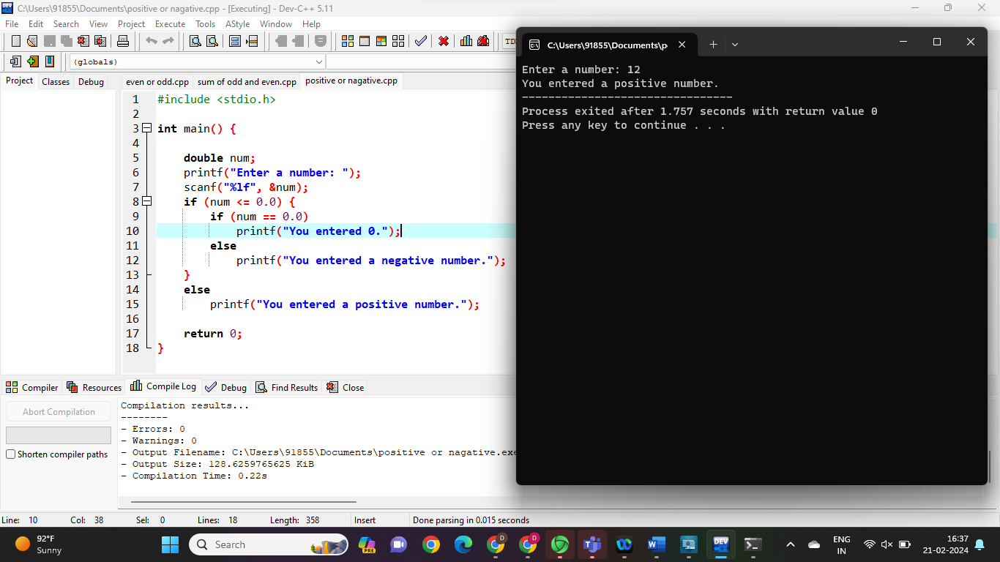 C:\Users\91855\Documents\positive or nagative.cpp - [Executing] - Dev-C++ 5.11
File Edit Search View Project Execute Tools AStyle Window Help
(globals)
Project Classes Debug
even or odd.cpp sum of odd and even.cpp positive or nagative.cpp
1 #include <stdio.h>
2
3 int main() {
4
5 double num;
6 printf("Enter a number: ");
7 scanf("%lf", &num);
8 if (num <= 0.0) {
9 if (num == 0.0)
10 printf("You entered 0.");
11 else
12 printf("You entered a negative number.");
13 }
14 else
15 printf("You entered a positive number.");
16
17 return 0;
18 }
C:\Users\91855\Documents\p
Enter a number: 12
You entered a positive number.
--------------------------------
Process exited after 1.757 seconds with return value 0
Press any key to continue . . .
Compiler Resources Compile Log Debug Find Results Close
Abort Compilation
Shorten compiler paths
Compilation results...
--------
- Errors: 0
- Warnings: 0
- Output Filename: C:\Users\91855\Documents\positive or nagative.exe
- Output Size: 128.6259765625 KiB
- Compilation Time: 0.22s
Line: 10 Col: 38 Sel: 0 Lines: 18 Length: 358 Insert Done parsing in 0.015 seconds
92°F
Sunny
Search
PRE
D
D
DEV
ENG
IN
16:37
21-02-2024